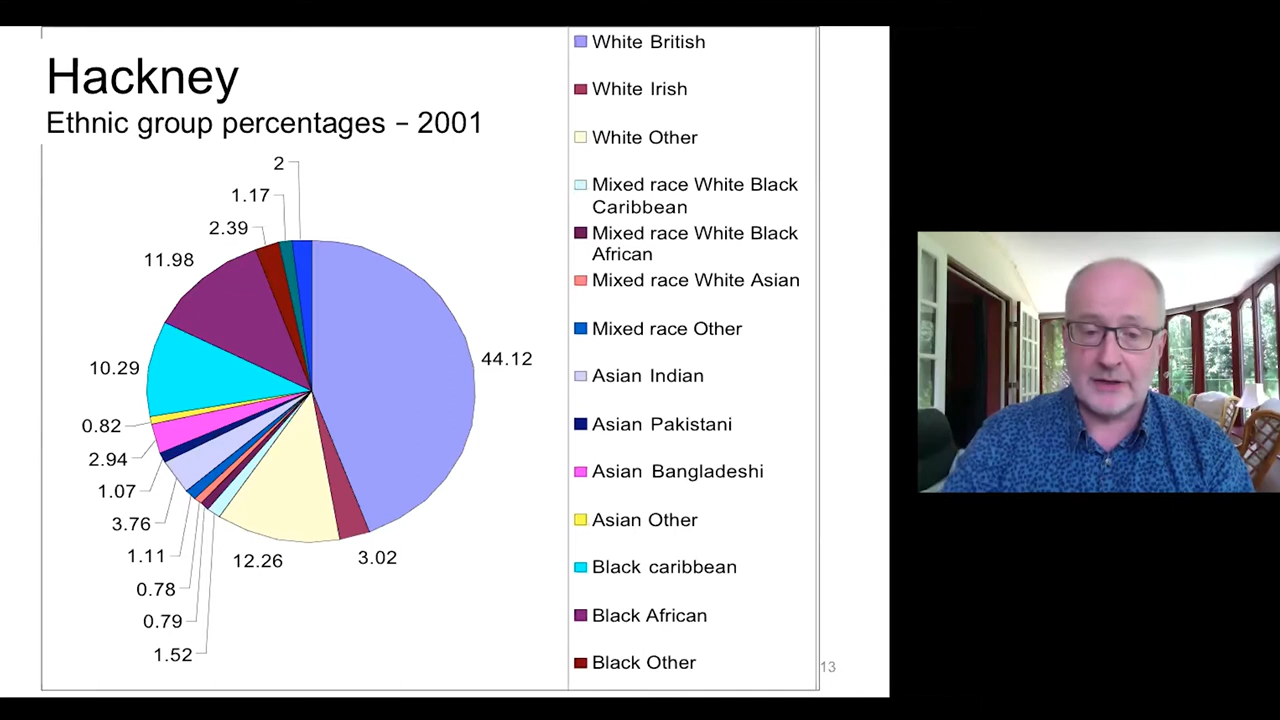 Hackney
Ethnic group percentages – 2001
2
1.17
2.39
11.98
44.12
10.29
0.82
2.94
1.07
3.76
1.11
12.26
3.02
0.78
0.79
1.52
White British
White Irish
White Other
Mixed race White Black
Caribbean
Mixed race White Black
African
Mixed race White Asian
Mixed race Other
Asian Indian
Asian Pakistani
Asian Bangladeshi
Asian Other
Black caribbean
Black African
Black Other
13